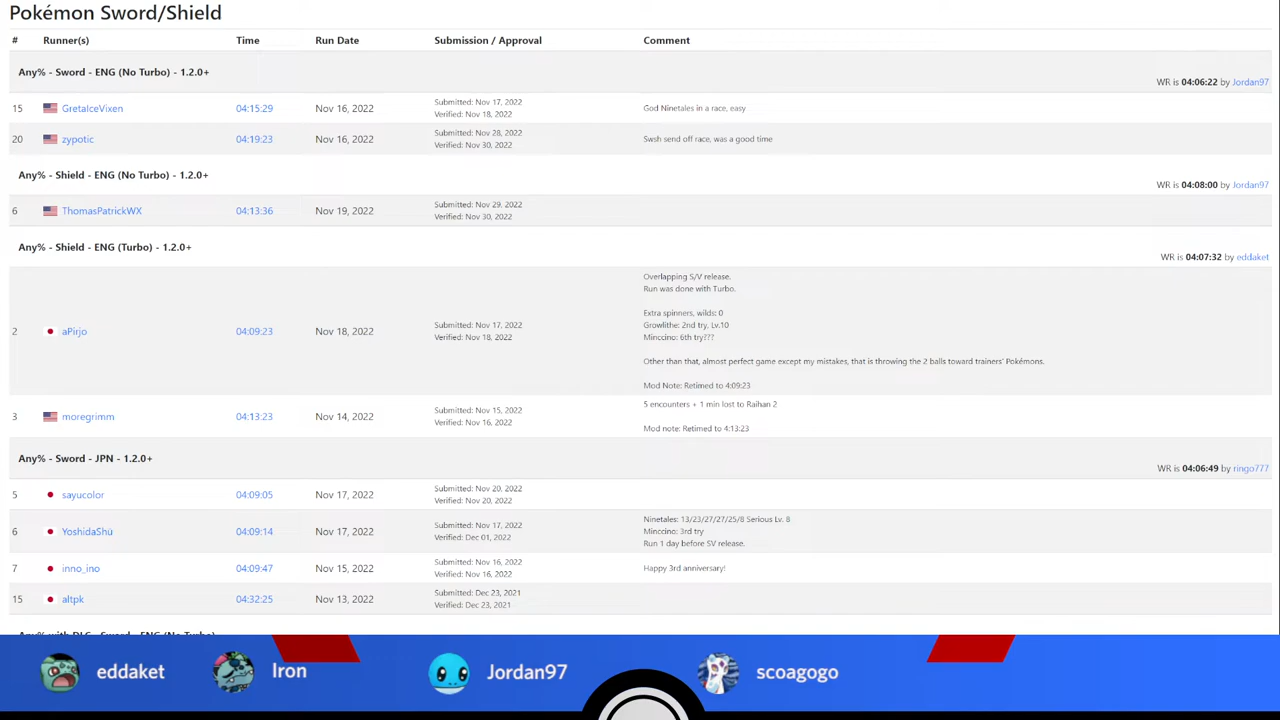 Pokémon Sword/Shield
# Runner(s) Time Run Date Submission / Approval Comment
Any% - Sword - ENG (No Turbo) - 1.2.0+
WR is 04:06:22 by Jordan97
15 GretaIceVixen 04:15:29 Nov 16, 2022 Submitted: Nov 17, 2022 God Ninetales in a race, easy
Verified: Nov 18, 2022
20 zypotic 04:19:23 Nov 16, 2022 Submitted: Nov 28, 2022 Swsh send off race, was a good time
Verified: Nov 30, 2022
Any% - Shield - ENG (No Turbo) - 1.2.0+
WR is 04:08:00 by Jordan97
6 ThomasPatrickWX 04:13:36 Nov 19, 2022 Submitted: Nov 29, 2022
Verified: Nov 30, 2022
Any% - Shield - ENG (Turbo) - 1.2.0+
WR is 04:07:32 by eddaket
2 aPirjo 04:09:23 Nov 18, 2022 Submitted: Nov 17, 2022
Verified: Nov 18, 2022
Overlapping S/V release.
Run was done with Turbo.
Extra spinners, wilds: 0
Growlithe: 2nd try, Lv.10
Minccino: 6th try???
Other than that, almost perfect game except my mistakes, that is throwing the 2 balls toward trainers' Pokémons.
Mod Note: Retimed to 4:09:23
3 moregrimm 04:13:23 Nov 14, 2022 Submitted: Nov 15, 2022
Verified: Nov 16, 2022
5 encounters + 1 min lost to Raihan 2
Mod note: Retimed to 4:13:23
Any% - Sword - JPN - 1.2.0+
WR is 04:06:49 by ringo777
5 sayucolor 04:09:05 Nov 17, 2022 Submitted: Nov 20, 2022
Verified: Nov 20, 2022
6 YoshidaShu 04:09:14 Nov 17, 2022 Submitted: Nov 17, 2022
Verified: Dec 01, 2022
Ninetales: 13/23/27/27/25/8 Serious Lv. 8
Minccino: 3rd try
Run 1 day before SV release.
7 inno_ino 04:09:47 Nov 15, 2022 Submitted: Nov 16, 2022 Happy 3rd anniversary!
Verified: Nov 16, 2022
15 altpk 04:32:25 Nov 13, 2022 Submitted: Dec 23, 2021
Verified: Dec 23, 2021
Any% with DLC - Sword - ENG (No Turbo)
eddaket Iron Jordan97 scoagogo